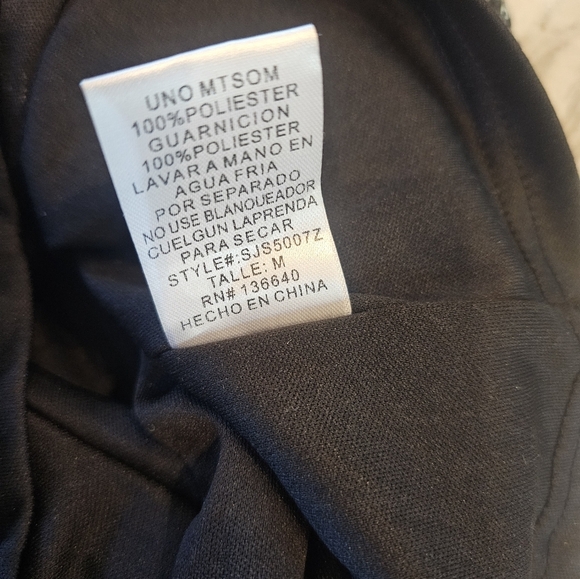 UNO MTSOM
100%POLIESTER
GUARNICION
100%POLIESTER
LAVAR A MANO EN
AGUA FRIA
POR SEPARADO
NO USE BLANQUEADOR
CUELGUN LAPRENDA
PARA SECAR
STYLE#:SJS5007Z
TALLE: M
RN# 136640
HECHO EN CHINA